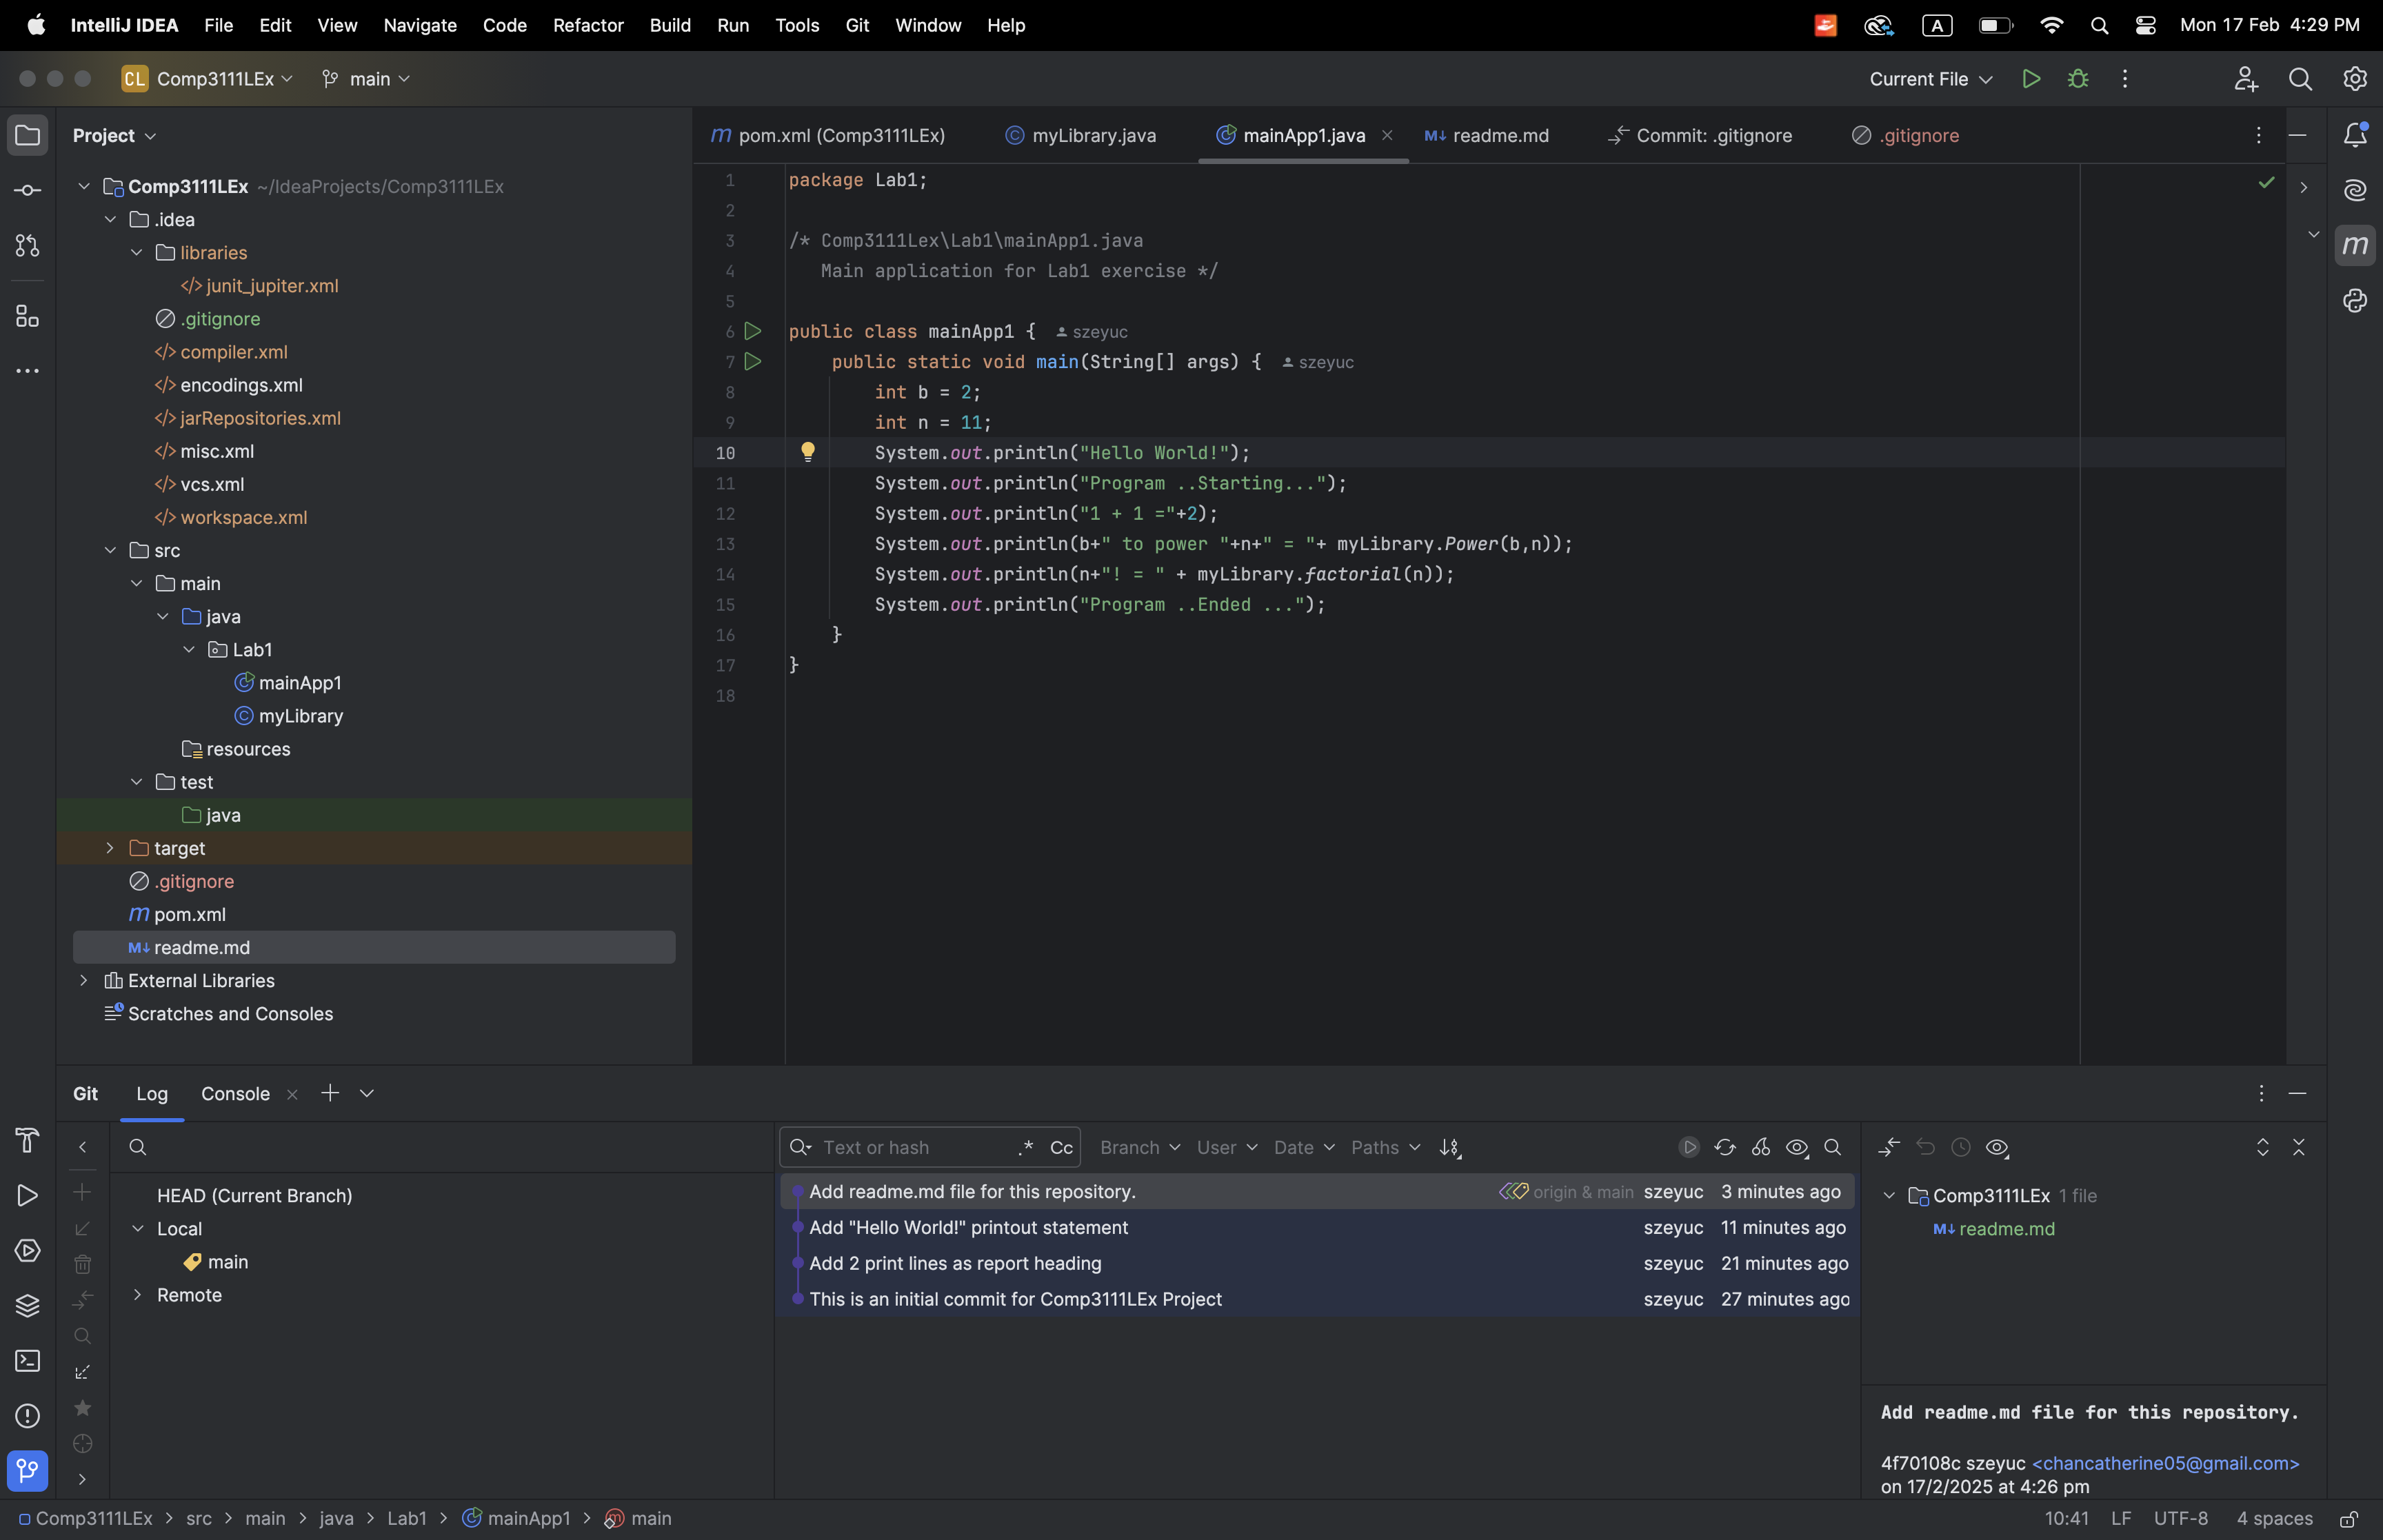 IntelliJ IDEA File Edit View Navigate Code Refactor Build Run Tools Git Window Help A Mon 17 Feb 4:29 PM
CL Comp3111LEx main Current File
Project
Comp3111LEx ~/IdeaProjects/Comp3111LEx
.idea
libraries
</> junit_jupiter.xml
.gitignore
</> compiler.xml
</> encodings.xml
</> jarRepositories.xml
</> misc.xml
</> vcs.xml
</> workspace.xml
src
main
java
Lab1
mainApp1
myLibrary
resources
test
java
target
.gitignore
m pom.xml
M↓ readme.md
External Libraries
Scratches and Consoles
m pom.xml (Comp3111LEx) myLibrary.java mainApp1.java M↓ readme.md Commit: .gitignore .gitignore
1 package Lab1;
2
3 /* Comp3111Lex\Lab1\mainApp1.java
4 Main application for Lab1 exercise */
5
6 public class mainApp1 { szeyuc
7 public static void main(String[] args) { szeyuc
8 int b = 2;
9 int n = 11;
10 System.out.println("Hello World!");
11 System.out.println("Program ..Starting...");
12 System.out.println("1 + 1 ="+2);
13 System.out.println(b+" to power "+n+" = "+ myLibrary.Power(b,n));
14 System.out.println(n+"! = " + myLibrary.factorial(n));
15 System.out.println("Program ..Ended ...");
16 }
17 }
18
m
Git Log Console
HEAD (Current Branch)
Local
main
Remote
Text or hash .* Cc Branch User Date Paths
Add readme.md file for this repository. origin & main szeyuc 3 minutes ago
Add "Hello World!" printout statement szeyuc 11 minutes ago
Add 2 print lines as report heading szeyuc 21 minutes ago
This is an initial commit for Comp3111LEx Project szeyuc 27 minutes ago
Comp3111LEx 1 file
M↓ readme.md
Add readme.md file for this repository.
4f70108c szeyuc <chancatherine05@gmail.com>
on 17/2/2025 at 4:26 pm
Comp3111LEx > src > main > java > Lab1 > mainApp1 > main 10:41 LF UTF-8 4 spaces